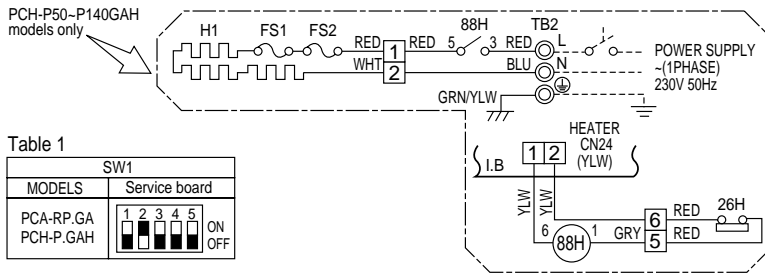 PCH-P50~P140GAH
models only
H1 FS1 FS2 88H TB2
RED 1 RED 5 3 RED L
WHT 2 BLU N
POWER SUPPLY
~(1PHASE)
230V 50Hz
GRN/YLW
HEATER
CN24
(YLW)
1 2
I.B
YLW YLW
6 RED 26H
6 88H 1 GRY 5 RED
Table 1
SW1
MODELS Service board
PCA-RP.GA
PCH-P.GAH
1 2 3 4 5
ON
OFF